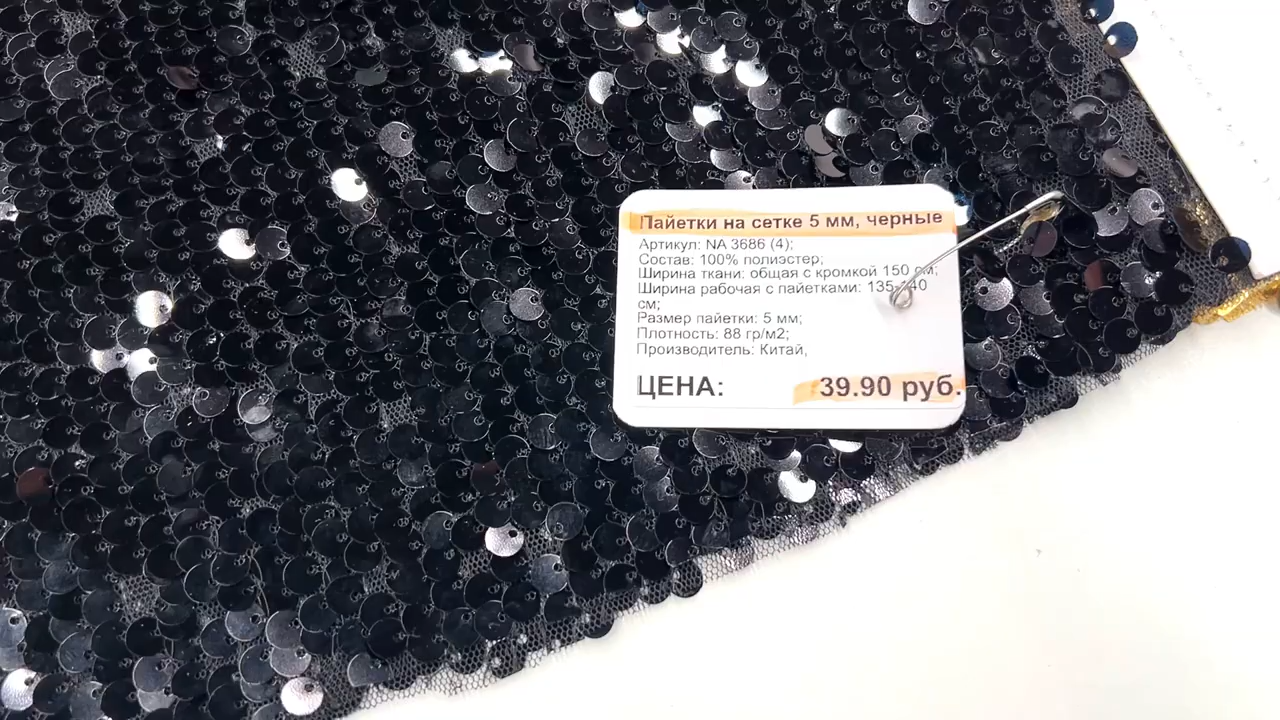 Пайетки на сетке 5 мм, черные
Артикул: NA 3686 (4);
Состав: 100% полиэстер;
Ширина ткани: общая с кромкой 150 см;
Ширина рабочая с пайетками: 135-140
см;
Размер пайетки: 5 мм;
Плотность: 88 гр/м2;
Производитель: Китай,
ЦЕНА: 39.90 руб.